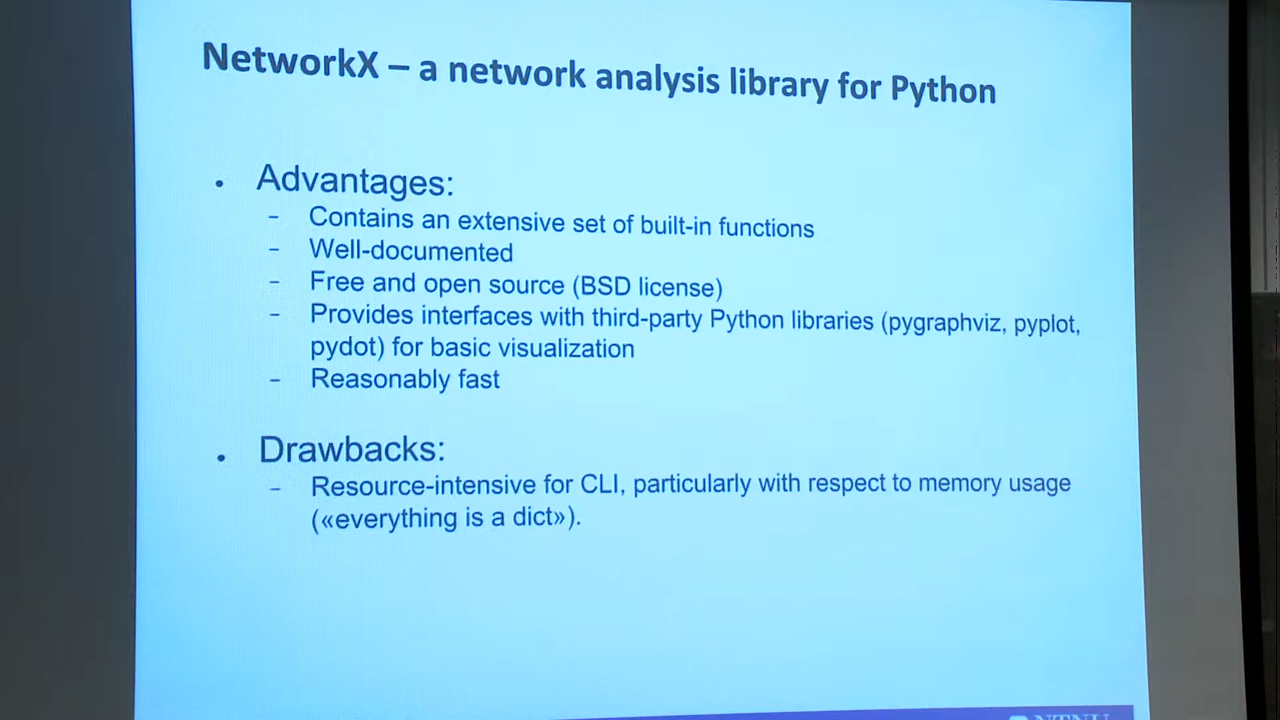 NetworkX – a network analysis library for Python
• Advantages:
– Contains an extensive set of built-in functions
– Well-documented
– Free and open source (BSD license)
– Provides interfaces with third-party Python libraries (pygraphviz, pyplot,
pydot) for basic visualization
– Reasonably fast
• Drawbacks:
– Resource-intensive for CLI, particularly with respect to memory usage
(«everything is a dict»).
NTNU